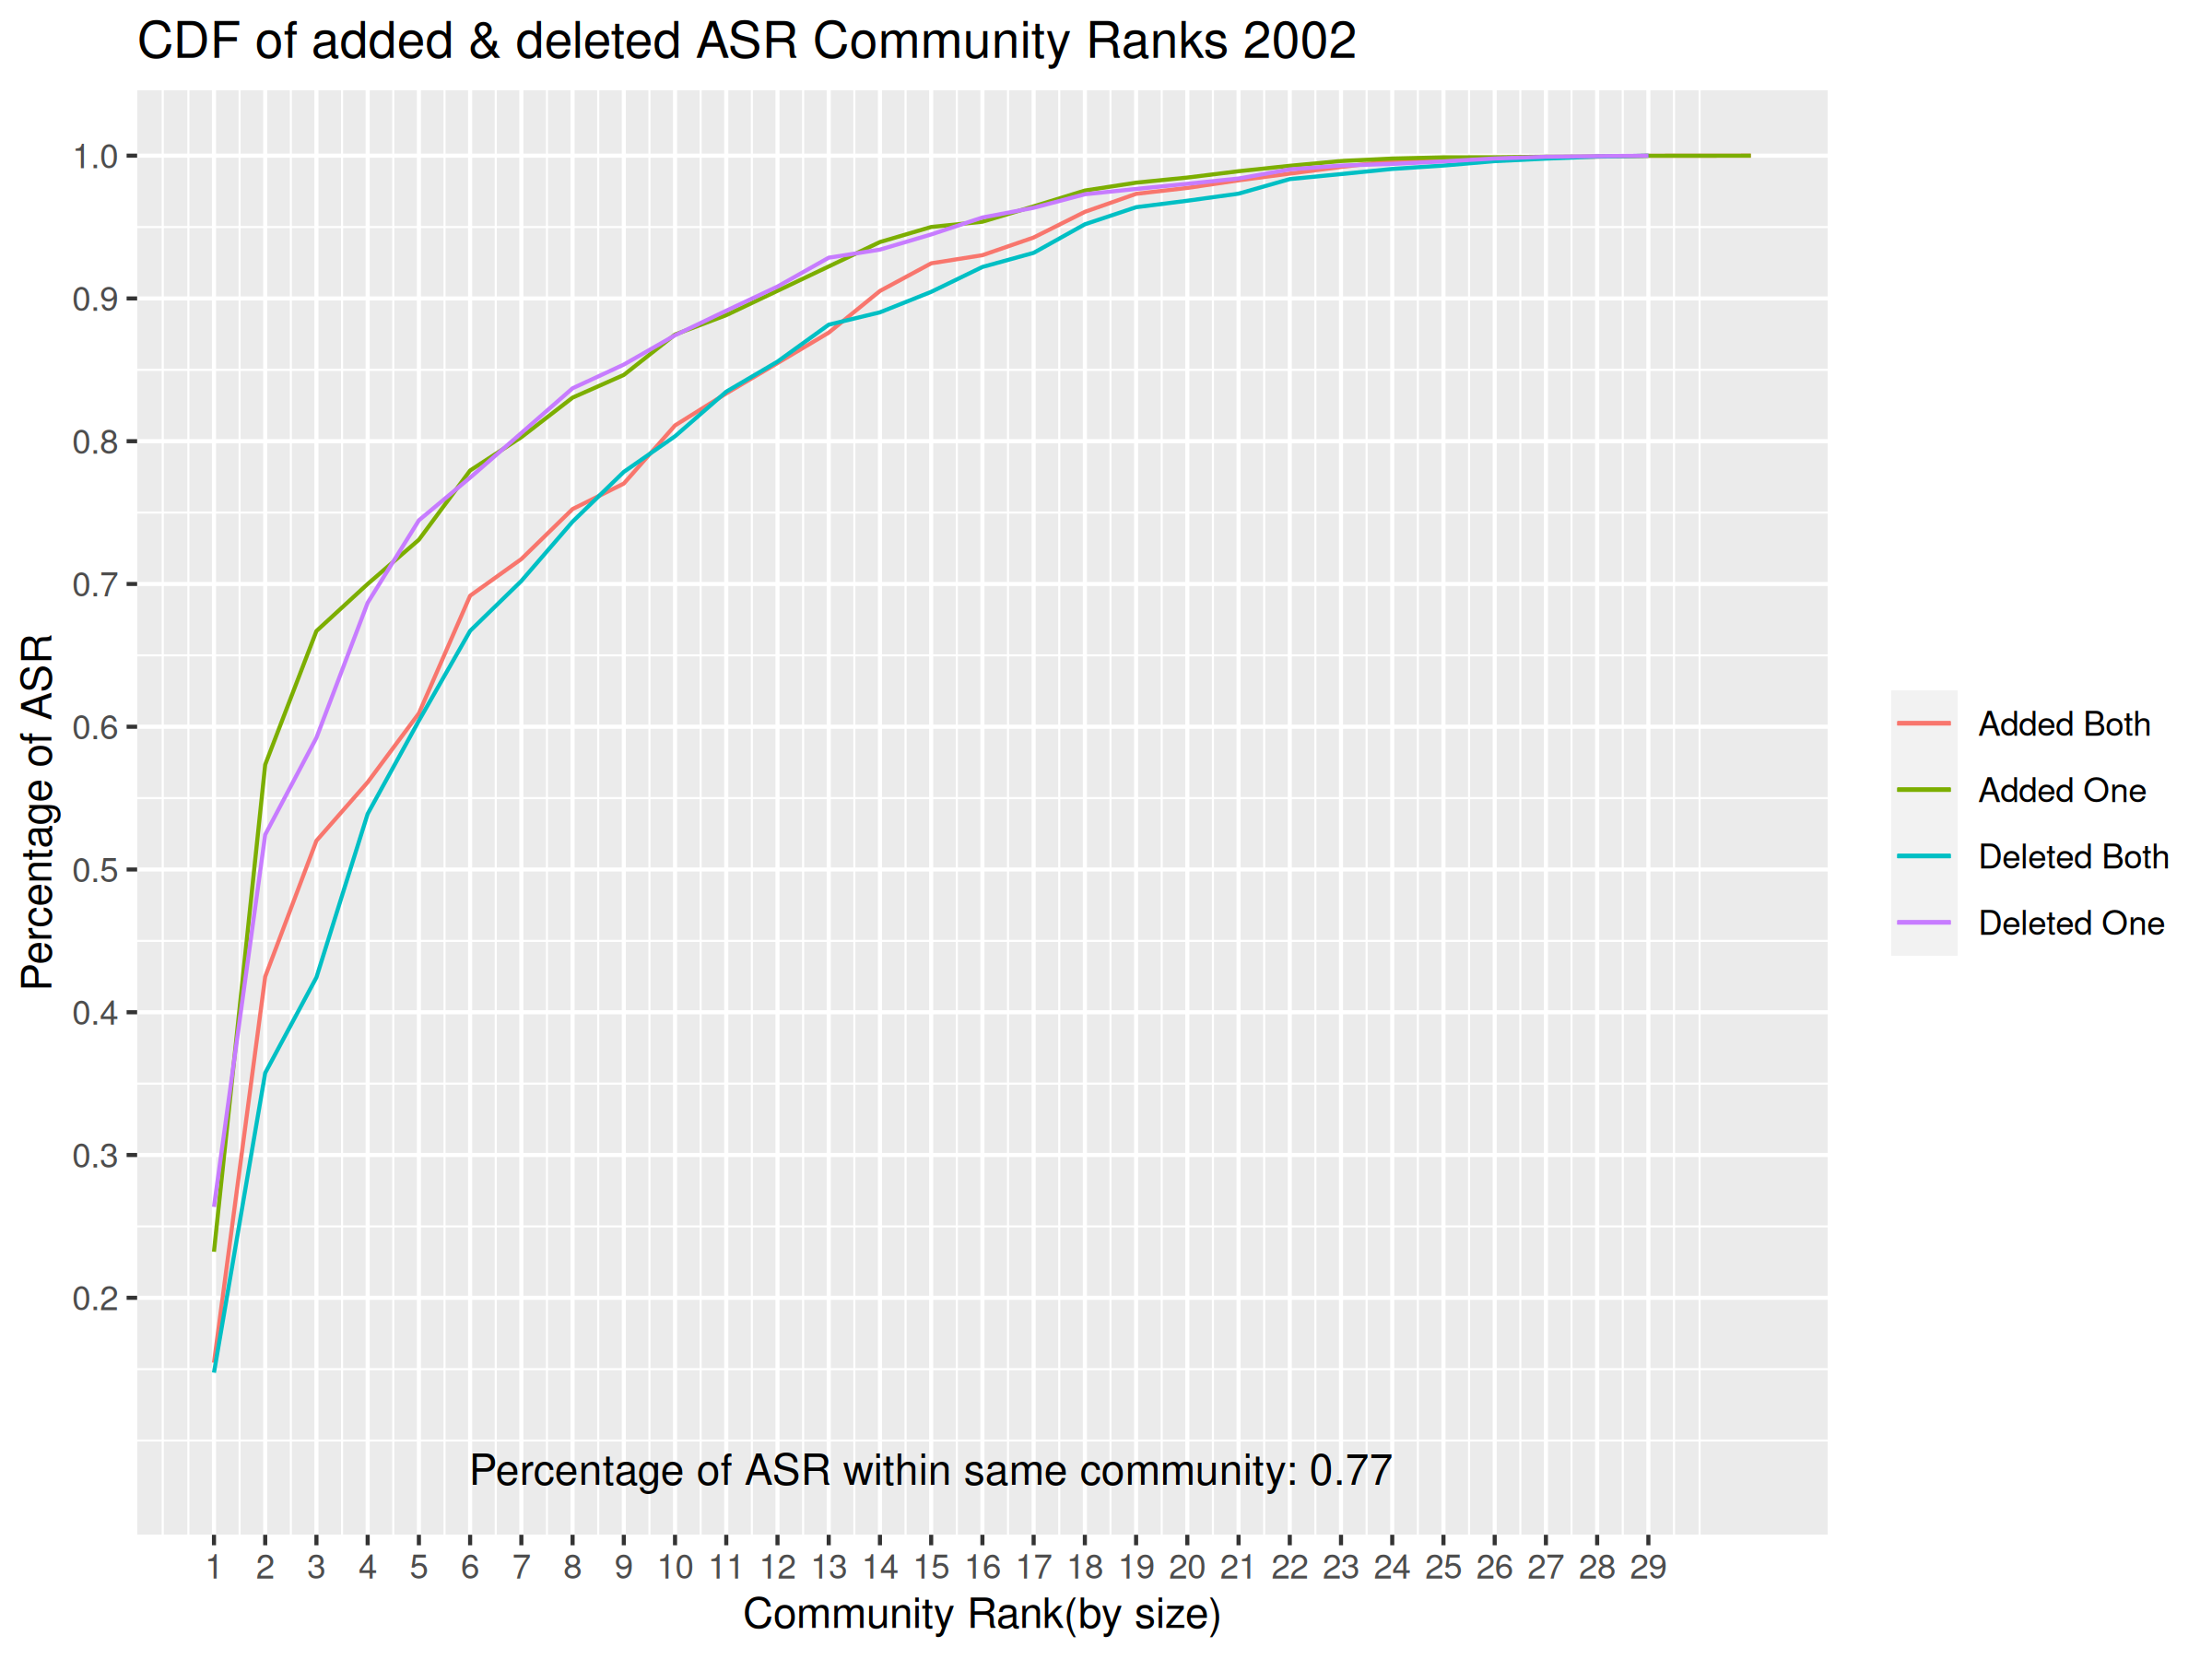 CDF of added & deleted ASR Community Ranks 2002
Percentage of ASR
1.0
0.9
0.8
0.7
0.6
0.5
0.4
0.3
0.2
Added Both
Added One
Deleted Both
Deleted One
Percentage of ASR within same community: 0.77
1 2 3 4 5 6 7 8 9 10 11 12 13 14 15 16 17 18 19 20 21 22 23 24 25 26 27 28 29
Community Rank(by size)